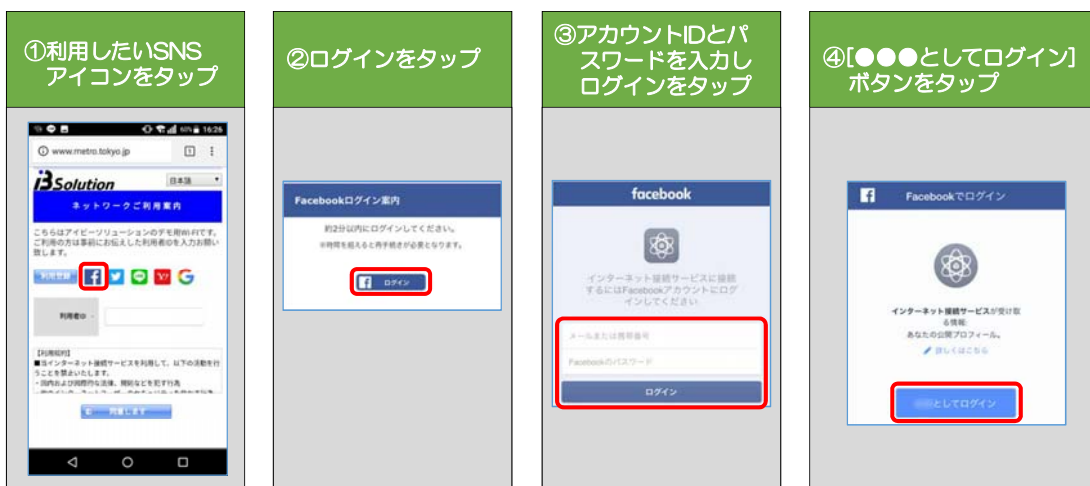 ①利用したいSNS
アイコンをタップ
②ログインをタップ
③アカウントIDとパ
スワードを入力し
ログインをタップ
④[●●●としてログイン]
ボタンをタップ
60% 16:26
www.metro.tokyo.jp
1
i3Solution
日本語
ネットワークご利用案内
こちらはアイビーソリューションのデモ用Wi-Fiです。
ご利用の方は事前にお伝えした利用者IDを入力お願い
致します。
利用登録
利用者ID
【利用規約】
■当インターネット接続サービスを利用して、以下の活動を行
うことを禁止いたします。
・国内および国際的な法律、規制などを犯す行為
同意します
Facebookログイン案内
約2分以内にログインしてください。
※時間を超えると再手続きが必要となります。
ログイン
facebook
インターネット接続サービスに接続
するにはFacebookアカウントにログ
インしてください
メールまたは携帯番号
Facebookのパスワード
ログイン
Facebookでログイン
インターネット接続サービスが受け取
る情報:
あなたの公開プロフィール。
詳しくはこちら
としてログイン